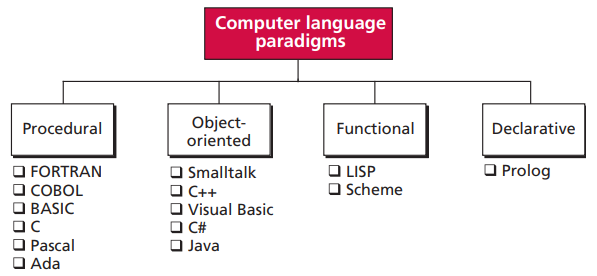 Computer language
paradigms
Procedural
Object-
oriented
Functional
Declarative
❑ FORTRAN
❑ COBOL
❑ BASIC
❑ C
❑ Pascal
❑ Ada
❑ Smalltalk
❑ C++
❑ Visual Basic
❑ C#
❑ Java
❑ LISP
❑ Scheme
❑ Prolog